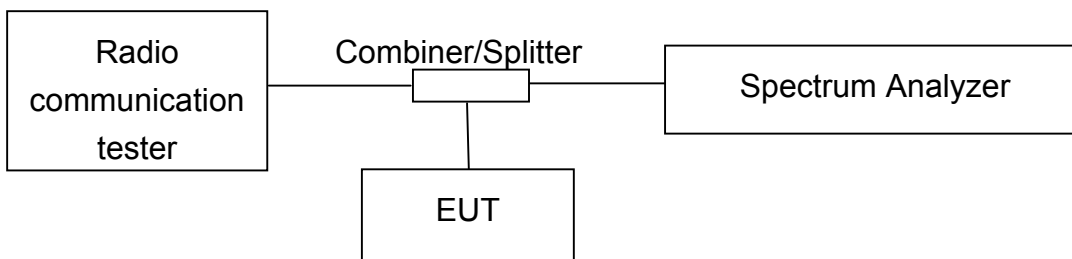 Radio
communication
tester
Combiner/Splitter
Spectrum Analyzer
EUT